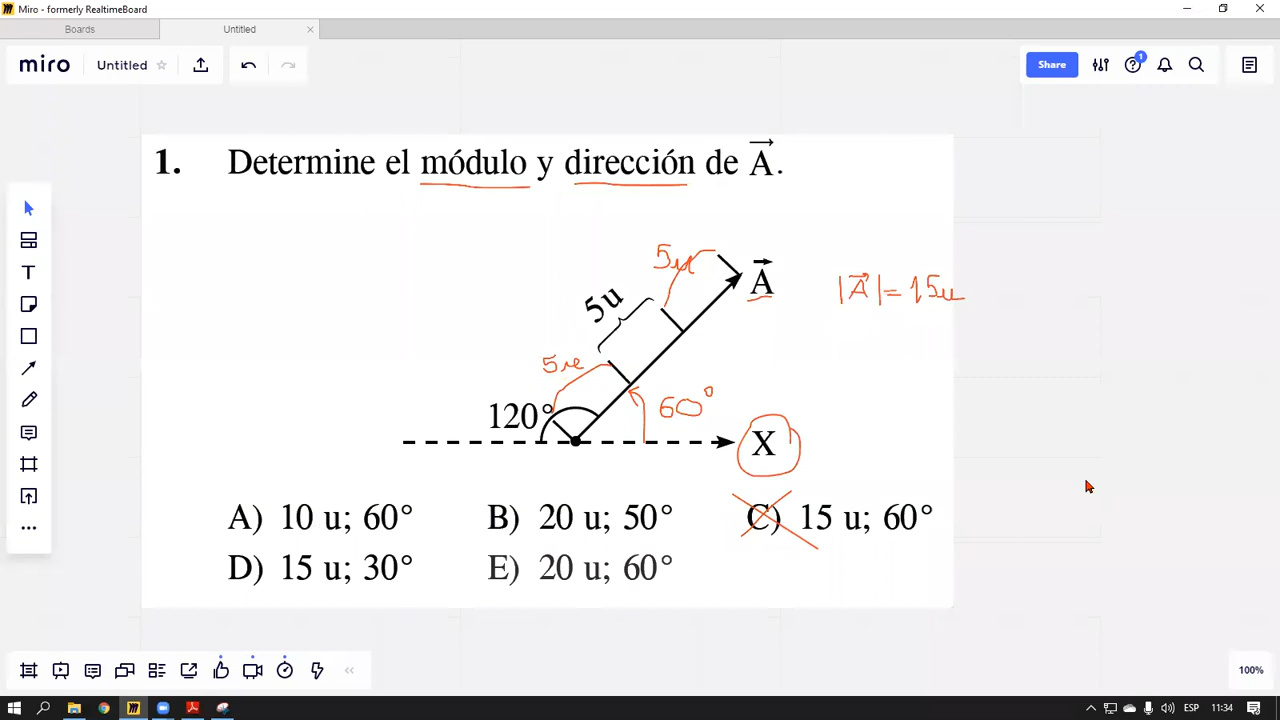 Miro - formerly RealtimeBoard
Boards
Untitled
miro
Untitled
Share
1
1. Determine el módulo y dirección de A⃗.
5u
A⃗
|A⃗| = 15u
5u
5u
60°
120°
X
A) 10 u; 60°
B) 20 u; 50°
C) 15 u; 60°
D) 15 u; 30°
E) 20 u; 60°
100%
ESP
11:34